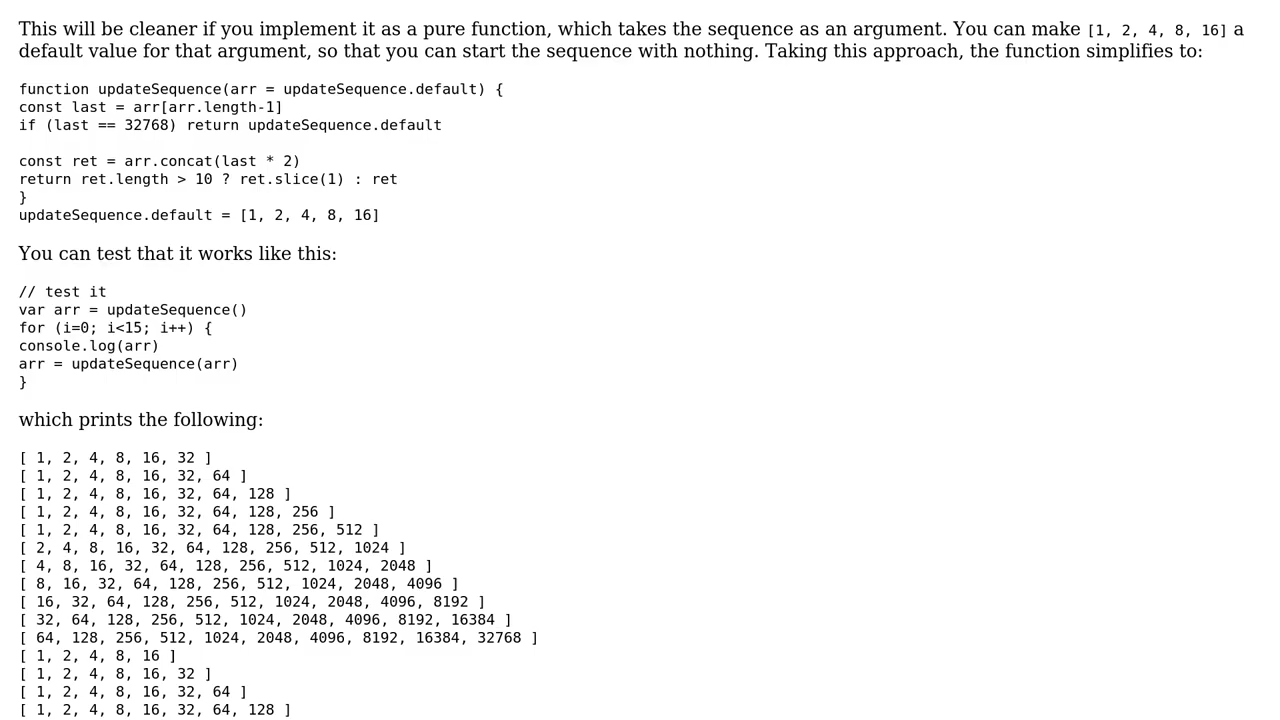 This will be cleaner if you implement it as a pure function, which takes the sequence as an argument. You can make [1, 2, 4, 8, 16] a
default value for that argument, so that you can start the sequence with nothing. Taking this approach, the function simplifies to:
function updateSequence(arr = updateSequence.default) {
const last = arr[arr.length-1]
if (last == 32768) return updateSequence.default
const ret = arr.concat(last * 2)
return ret.length > 10 ? ret.slice(1) : ret
}
updateSequence.default = [1, 2, 4, 8, 16]
You can test that it works like this:
// test it
var arr = updateSequence()
for (i=0; i<15; i++) {
console.log(arr)
arr = updateSequence(arr)
}
which prints the following:
[ 1, 2, 4, 8, 16, 32 ]
[ 1, 2, 4, 8, 16, 32, 64 ]
[ 1, 2, 4, 8, 16, 32, 64, 128 ]
[ 1, 2, 4, 8, 16, 32, 64, 128, 256 ]
[ 1, 2, 4, 8, 16, 32, 64, 128, 256, 512 ]
[ 2, 4, 8, 16, 32, 64, 128, 256, 512, 1024 ]
[ 4, 8, 16, 32, 64, 128, 256, 512, 1024, 2048 ]
[ 8, 16, 32, 64, 128, 256, 512, 1024, 2048, 4096 ]
[ 16, 32, 64, 128, 256, 512, 1024, 2048, 4096, 8192 ]
[ 32, 64, 128, 256, 512, 1024, 2048, 4096, 8192, 16384 ]
[ 64, 128, 256, 512, 1024, 2048, 4096, 8192, 16384, 32768 ]
[ 1, 2, 4, 8, 16 ]
[ 1, 2, 4, 8, 16, 32 ]
[ 1, 2, 4, 8, 16, 32, 64 ]
[ 1, 2, 4, 8, 16, 32, 64, 128 ]